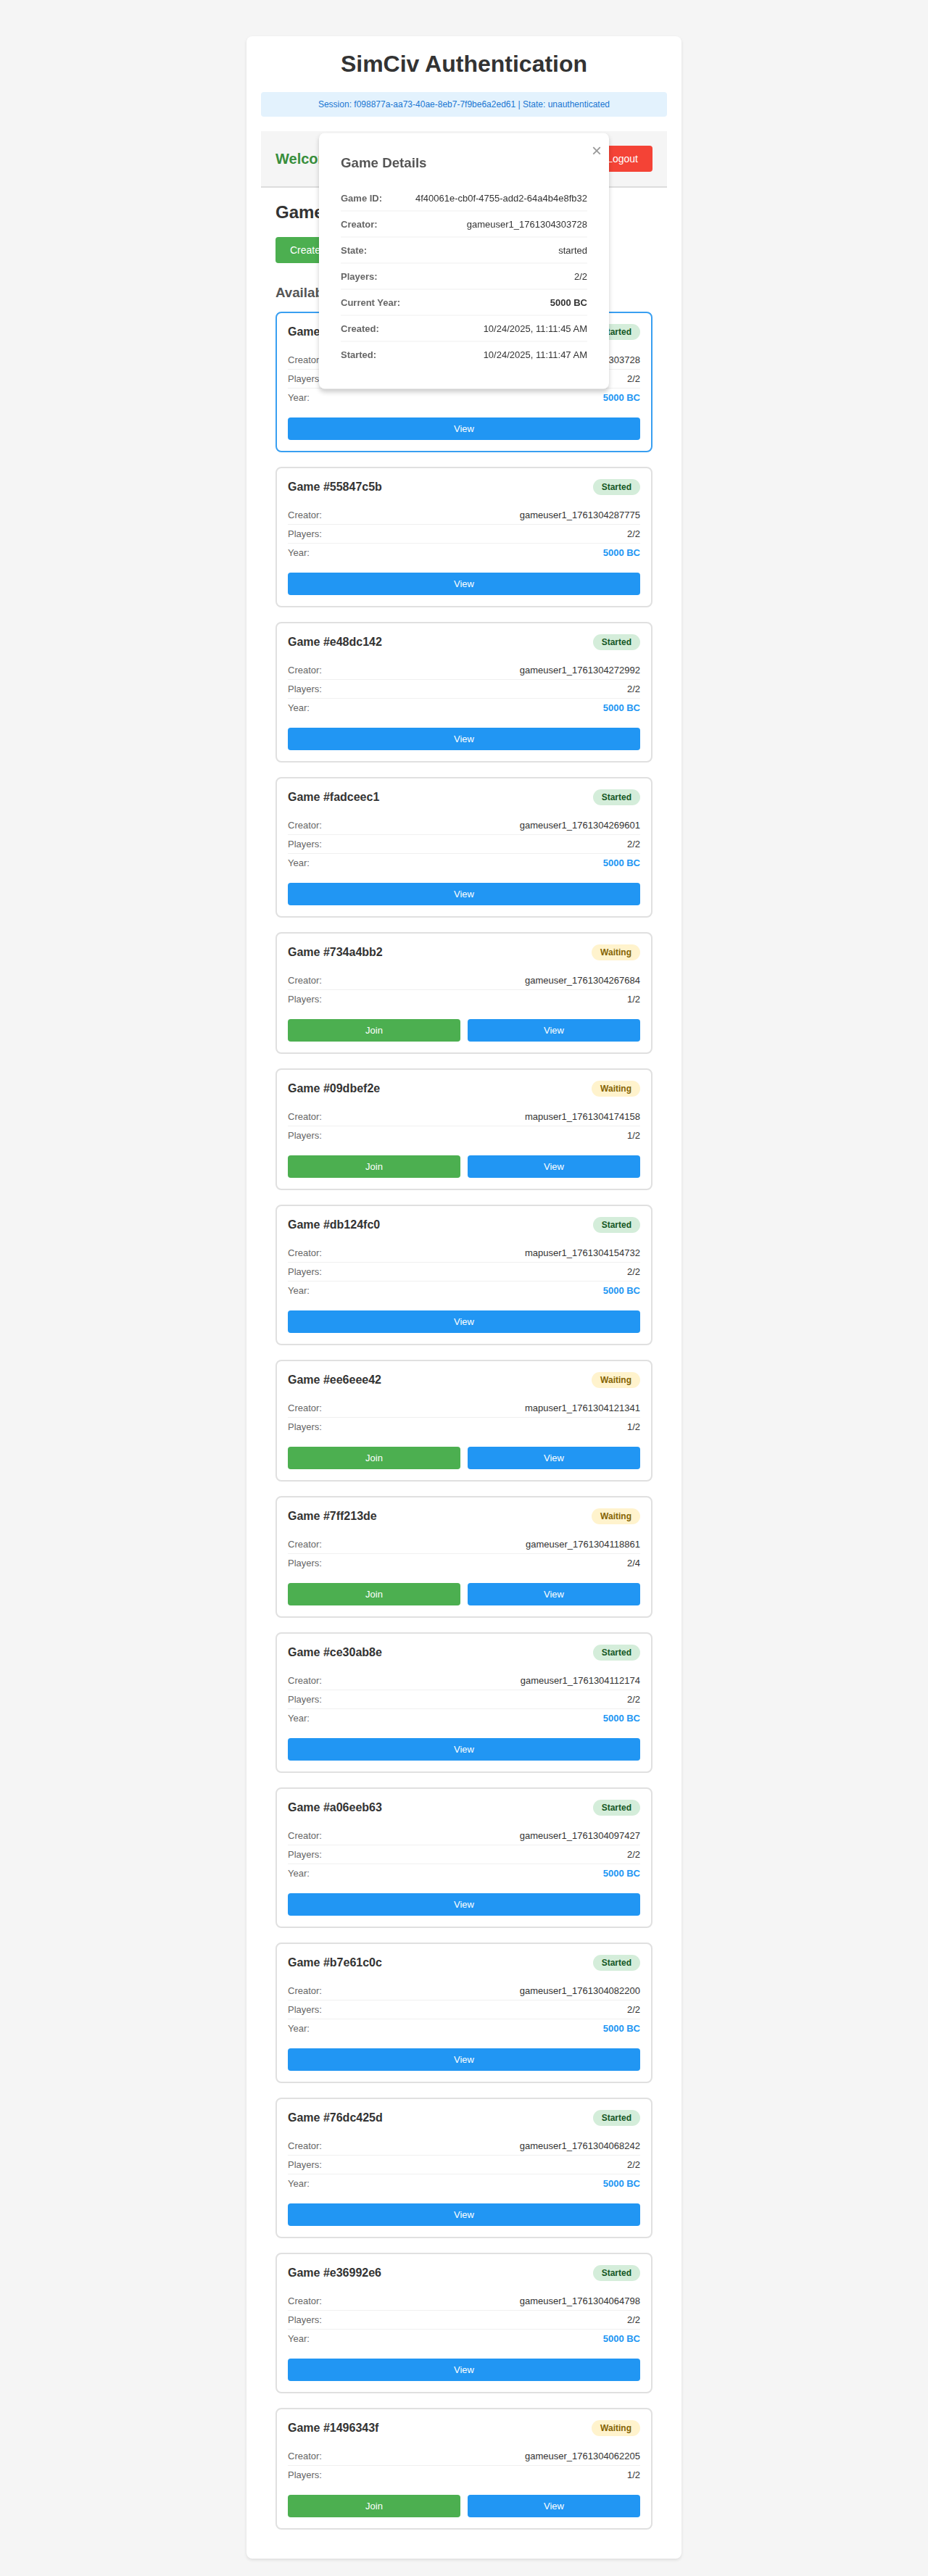 SimCiv Authentication
Session: f098877a-aa73-40ae-8eb7-7f9be6a2ed61 | State: unauthenticated
Logout
×
Game Details
Game ID: 4f40061e-cb0f-4755-add2-64a4b4e8fb32
Creator: gameuser1_1761304303728
State: started
Players: 2/2
Current Year: 5000 BC
Created: 10/24/2025, 11:11:45 AM
Started: 10/24/2025, 11:11:47 AM
Game
Create
Game
Creator
Players 2/2
Year: 5000 BC
View
Game #55847c5b Started
Creator: gameuser1_1761304287775
Players: 2/2
Year: 5000 BC
View
Game #e48dc142 Started
Creator: gameuser1_1761304272992
Players: 2/2
Year: 5000 BC
View
Game #fadceec1 Started
Creator: gameuser1_1761304269601
Players: 2/2
Year: 5000 BC
View
Game #734a4bb2 Waiting
Creator: gameuser_1761304267684
Players: 1/2
Join View
Game #09dbef2e Waiting
Creator: mapuser1_1761304174158
Players: 1/2
Join View
Game #db124fc0 Started
Creator: mapuser1_1761304154732
Players: 2/2
Year: 5000 BC
View
Game #ee6eee42 Waiting
Creator: mapuser1_1761304121341
Players: 1/2
Join View
Game #7ff213de Waiting
Creator: gameuser_1761304118861
Players: 2/4
Join View
Game #ce30ab8e Started
Creator: gameuser1_1761304112174
Players: 2/2
Year: 5000 BC
View
Game #a06eeb63 Started
Creator: gameuser1_1761304097427
Players: 2/2
Year: 5000 BC
View
Game #b7e61c0c Started
Creator: gameuser1_1761304082200
Players: 2/2
Year: 5000 BC
View
Game #76dc425d Started
Creator: gameuser1_1761304068242
Players: 2/2
Year: 5000 BC
View
Game #e36992e6 Started
Creator: gameuser1_1761304064798
Players: 2/2
Year: 5000 BC
View
Game #1496343f Waiting
Creator: gameuser_1761304062205
Players: 1/2
Join View